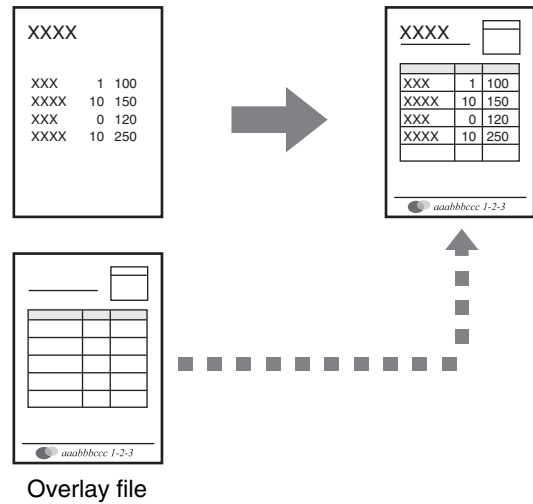 XXXX
XXX 1 100
XXXX 10 150
XXX 0 120
XXXX 10 250
XXXX
XXX 1 100
XXXX 10 150
XXX 0 120
XXXX 10 250
aaabbbccc 1-2-3
aaabbbccc 1-2-3
Overlay file